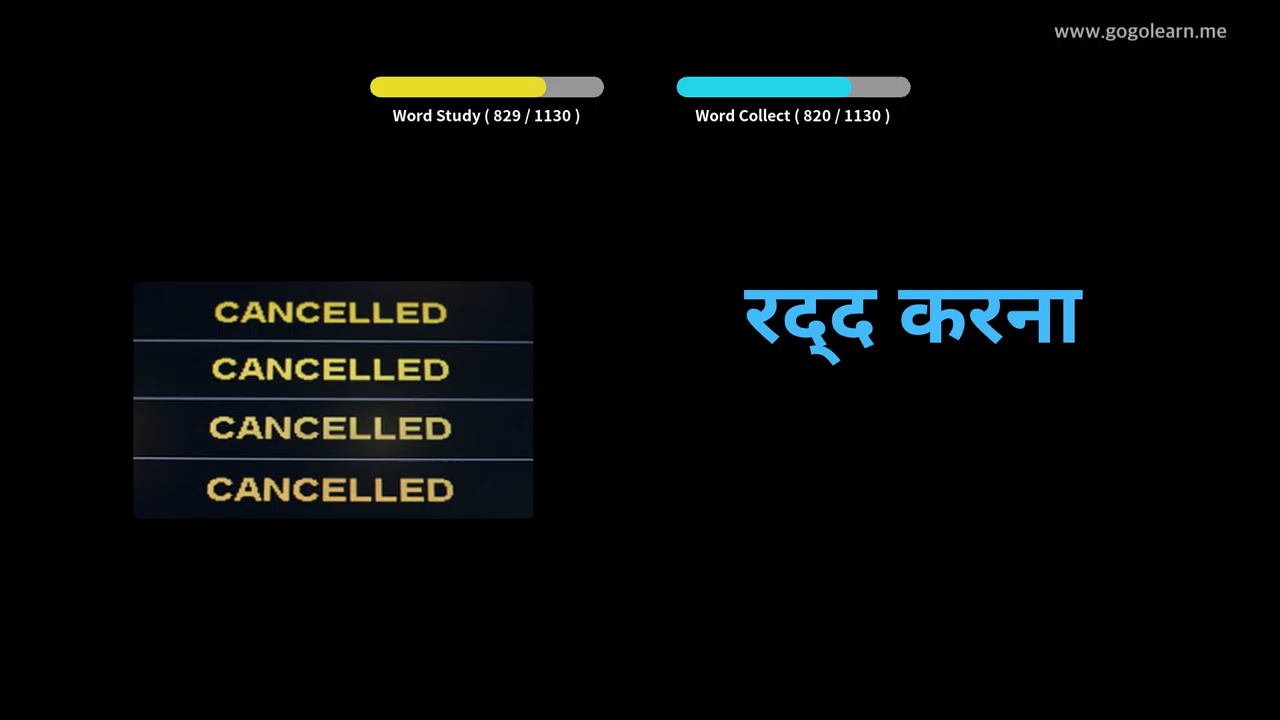 www.gogolearn.me
Word Study ( 829 / 1130 )
Word Collect ( 820 / 1130 )
CANCELLED
CANCELLED
CANCELLED
CANCELLED
रद्द करना